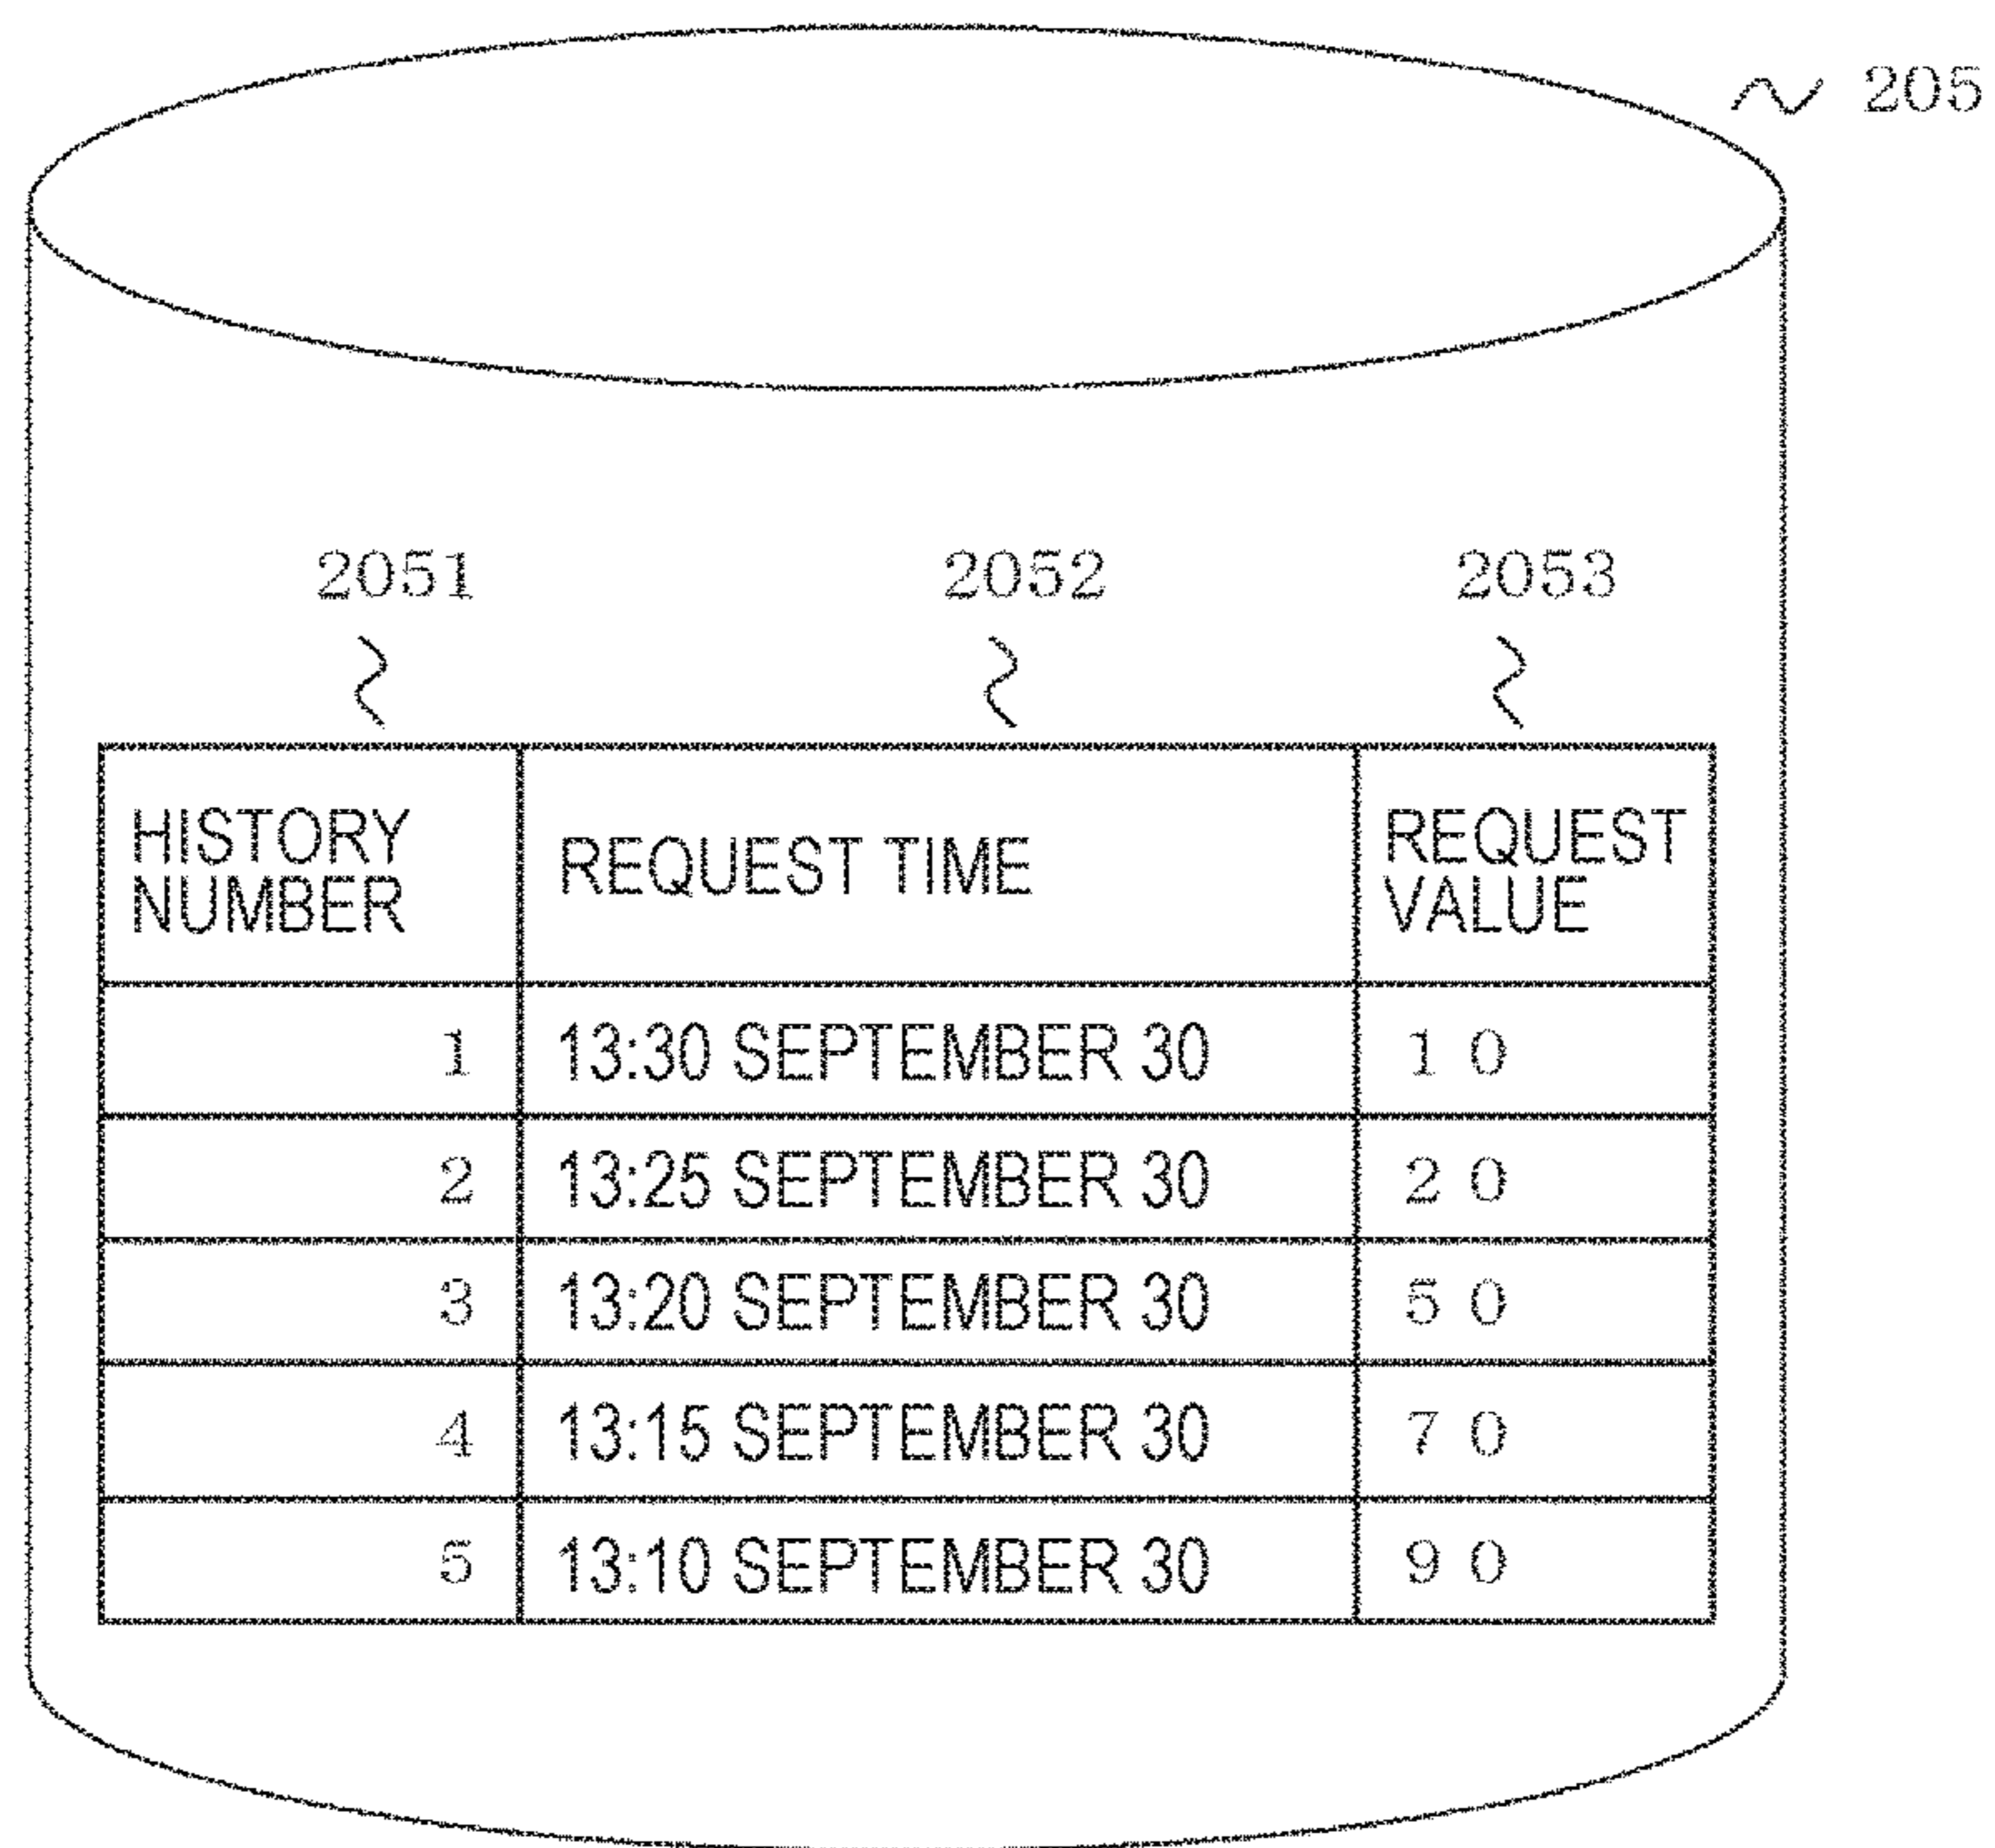 205
2051 2052 2053
HISTORY NUMBER REQUEST TIME REQUEST VALUE
1 13:30 SEPTEMBER 30 10
2 13:25 SEPTEMBER 30 20
3 13:20 SEPTEMBER 30 50
4 13:15 SEPTEMBER 30 70
5 13:10 SEPTEMBER 30 90